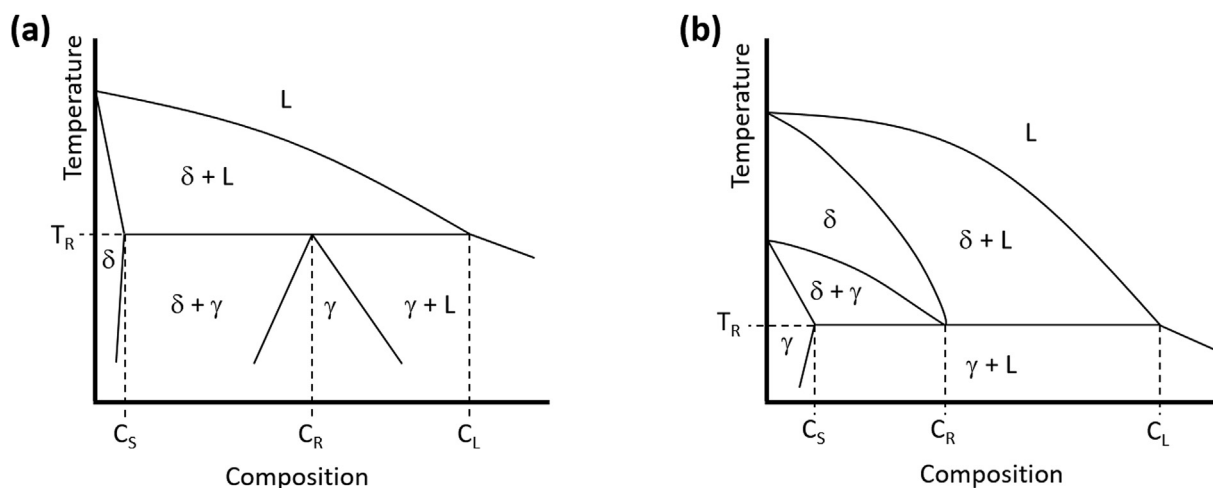 (a)
Temperature
L
δ + L
T_R
δ
δ + γ
γ
γ + L
C_S
C_R
C_L
Composition
(b)
Temperature
L
δ
δ + L
δ + γ
T_R
γ
γ + L
C_S
C_R
C_L
Composition